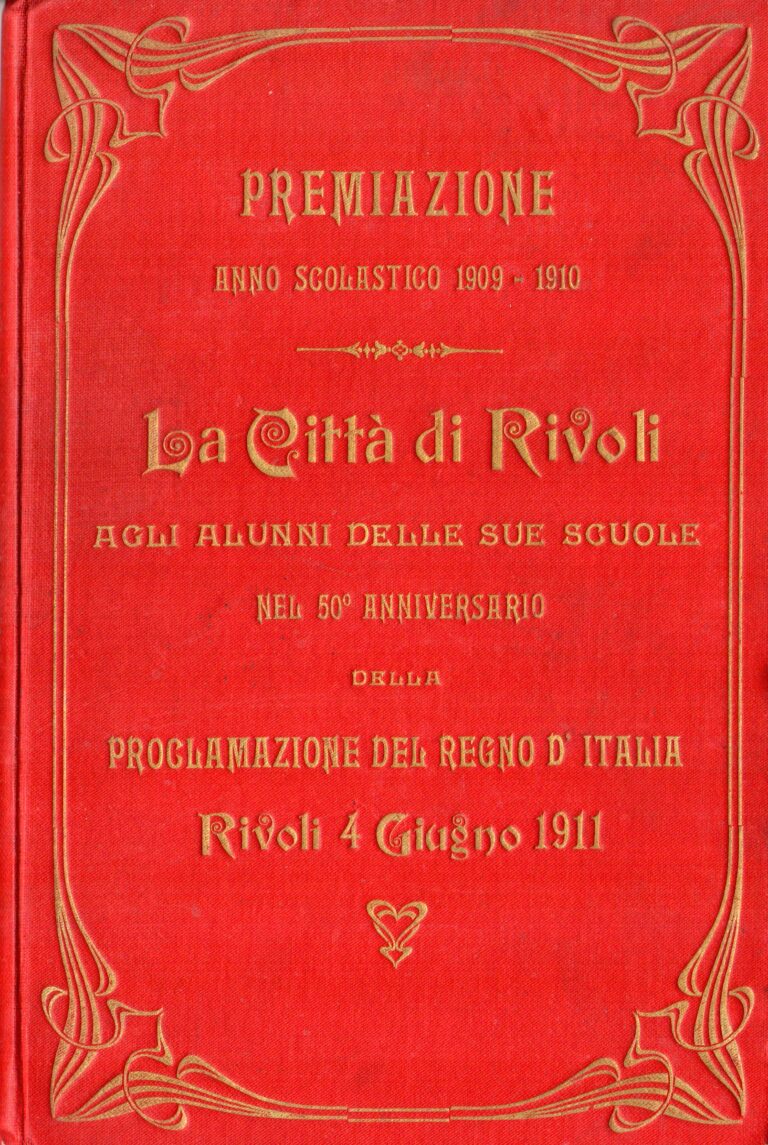 PREMIAZIONE
ANNO SCOLASTICO 1909 - 1910
La Città di Rivoli
AGLI ALUNNI DELLE SUE SCUOLE
NEL 50º ANNIVERSARIO
DELLA
PROCLAMAZIONE DEL REGNO D' ITALIA
Rivoli 4 Giugno 1911